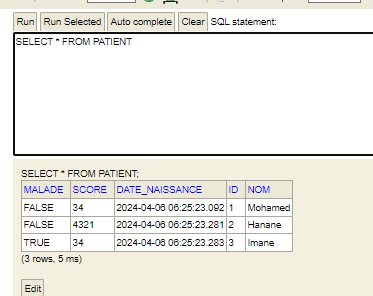 Run Run Selected Auto complete Clear SQL statement:
SELECT * FROM PATIENT
SELECT * FROM PATIENT;
MALADE SCORE DATE_NAISSANCE ID NOM
FALSE 34 2024-04-06 06:25:23.092 1 Mohamed
FALSE 4321 2024-04-06 06:25:23.281 2 Hanane
TRUE 34 2024-04-06 06:25:23.283 3 Imane
(3 rows, 5 ms)
Edit